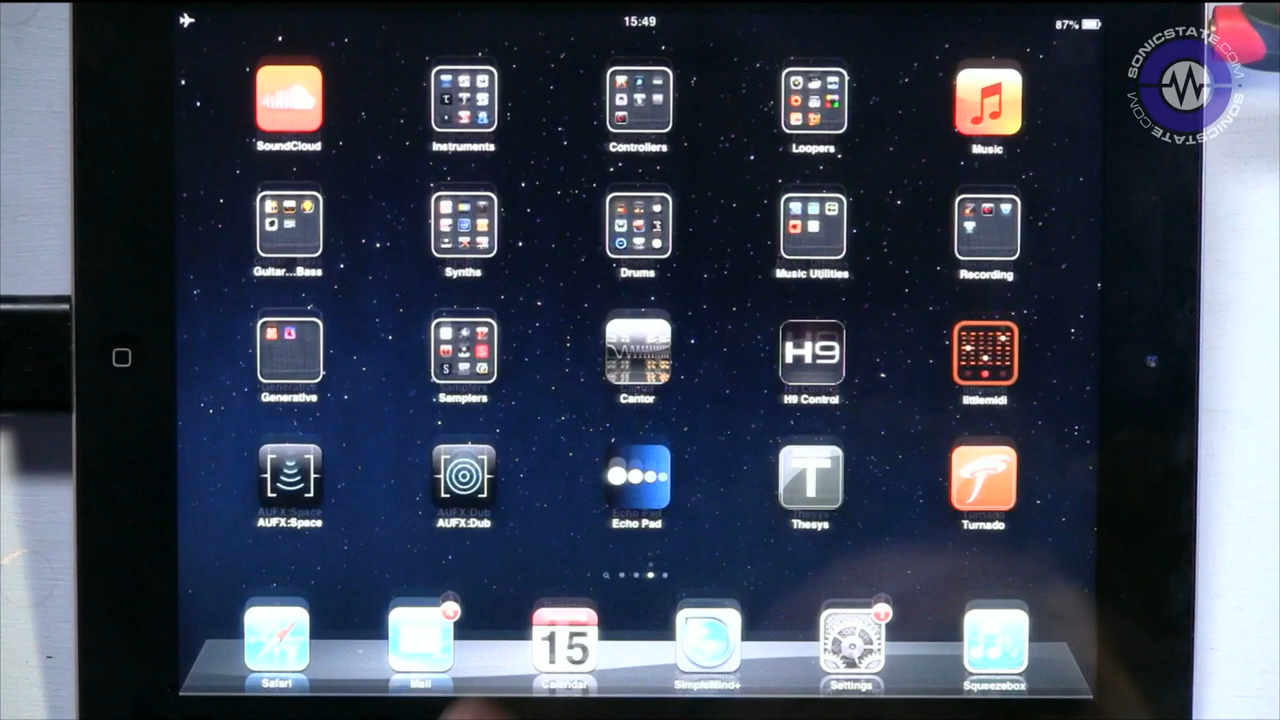 15:49
87%
SONICSTATE.COM
SONICSTATE.COM
SoundCloud
Instruments
Controllers
Loopers
Music
Guitar...Bass
Synths
Drums
Music Utilities
Recording
Generative
Samplers
Cantor
H9
H9 Control
littlemidi
AUFX:Space
AUFX:Dub
Echo Pad
T
Thesys
Turnado
15
Safari
Mail
Calendar
SimpleMind+
Settings
Squeezebox